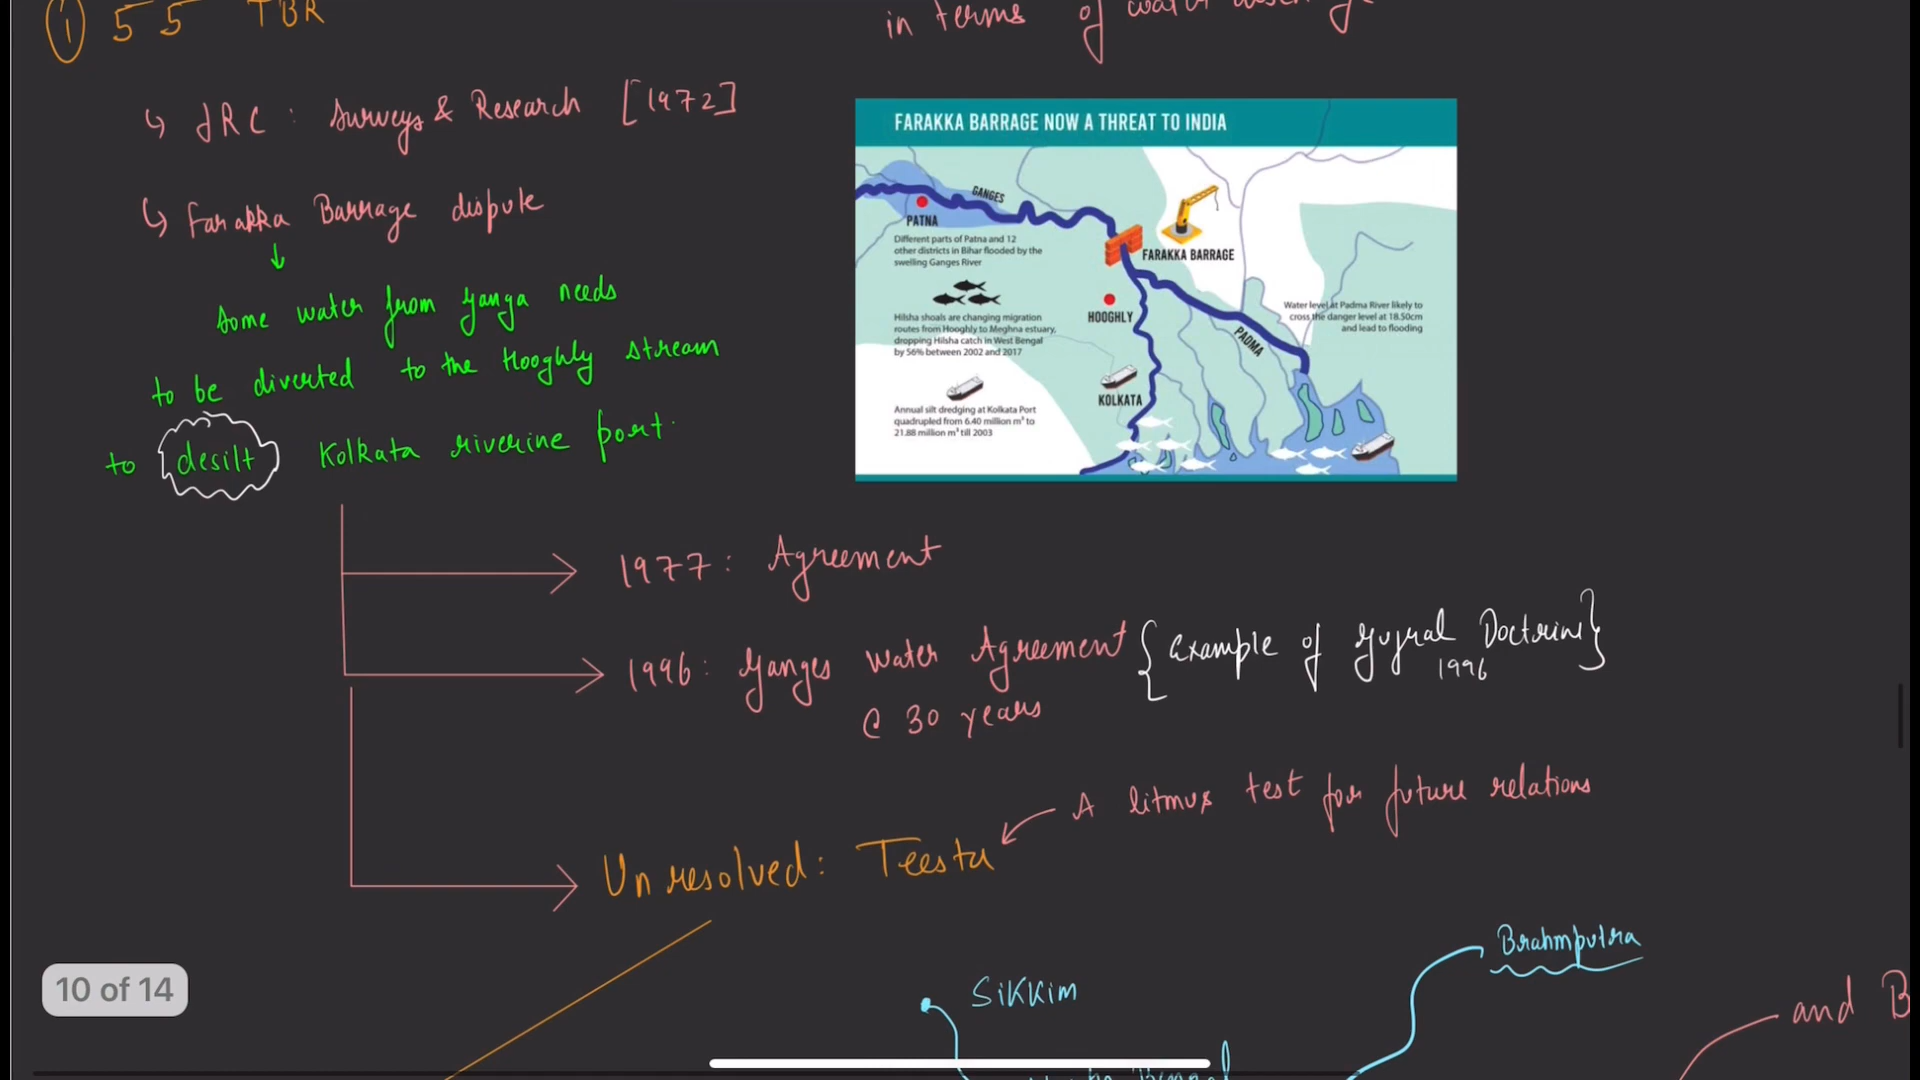 ① 55 TBR
in terms of water
↳ JRC : Surveys & Research [1972]
↳ Farakka Barrage dispute
↓
Some water from Ganga needs
to be diverted to the Hooghly stream
to desilt Kolkata riverine port.
FARAKKA BARRAGE NOW A THREAT TO INDIA
GANGES
PATNA
Different parts of Patna and 12
other districts in Bihar flooded by the
swelling Ganges River
FARAKKA BARRAGE
HOOGHLY
Hilsha shoals are changing migration
routes from Hooghly to Meghna estuary,
dropping Hilsha catch in West Bengal
by 56% between 2002 and 2017
Water level at Padma River likely to
cross the danger level at 18.50cm
and lead to flooding
PADMA
KOLKATA
Annual silt dredging at Kolkata Port
quadrupled from 6.40 million m³ to
21.88 million m³ till 2003
1977 : Agreement
1996 : Ganges Water Agreement {Example of Gujral Doctrine}
1996
@ 30 years
A litmus test for future relations
Unresolved : Teesta
Brahmputra
10 of 14
Sikkim
and B
Bengal